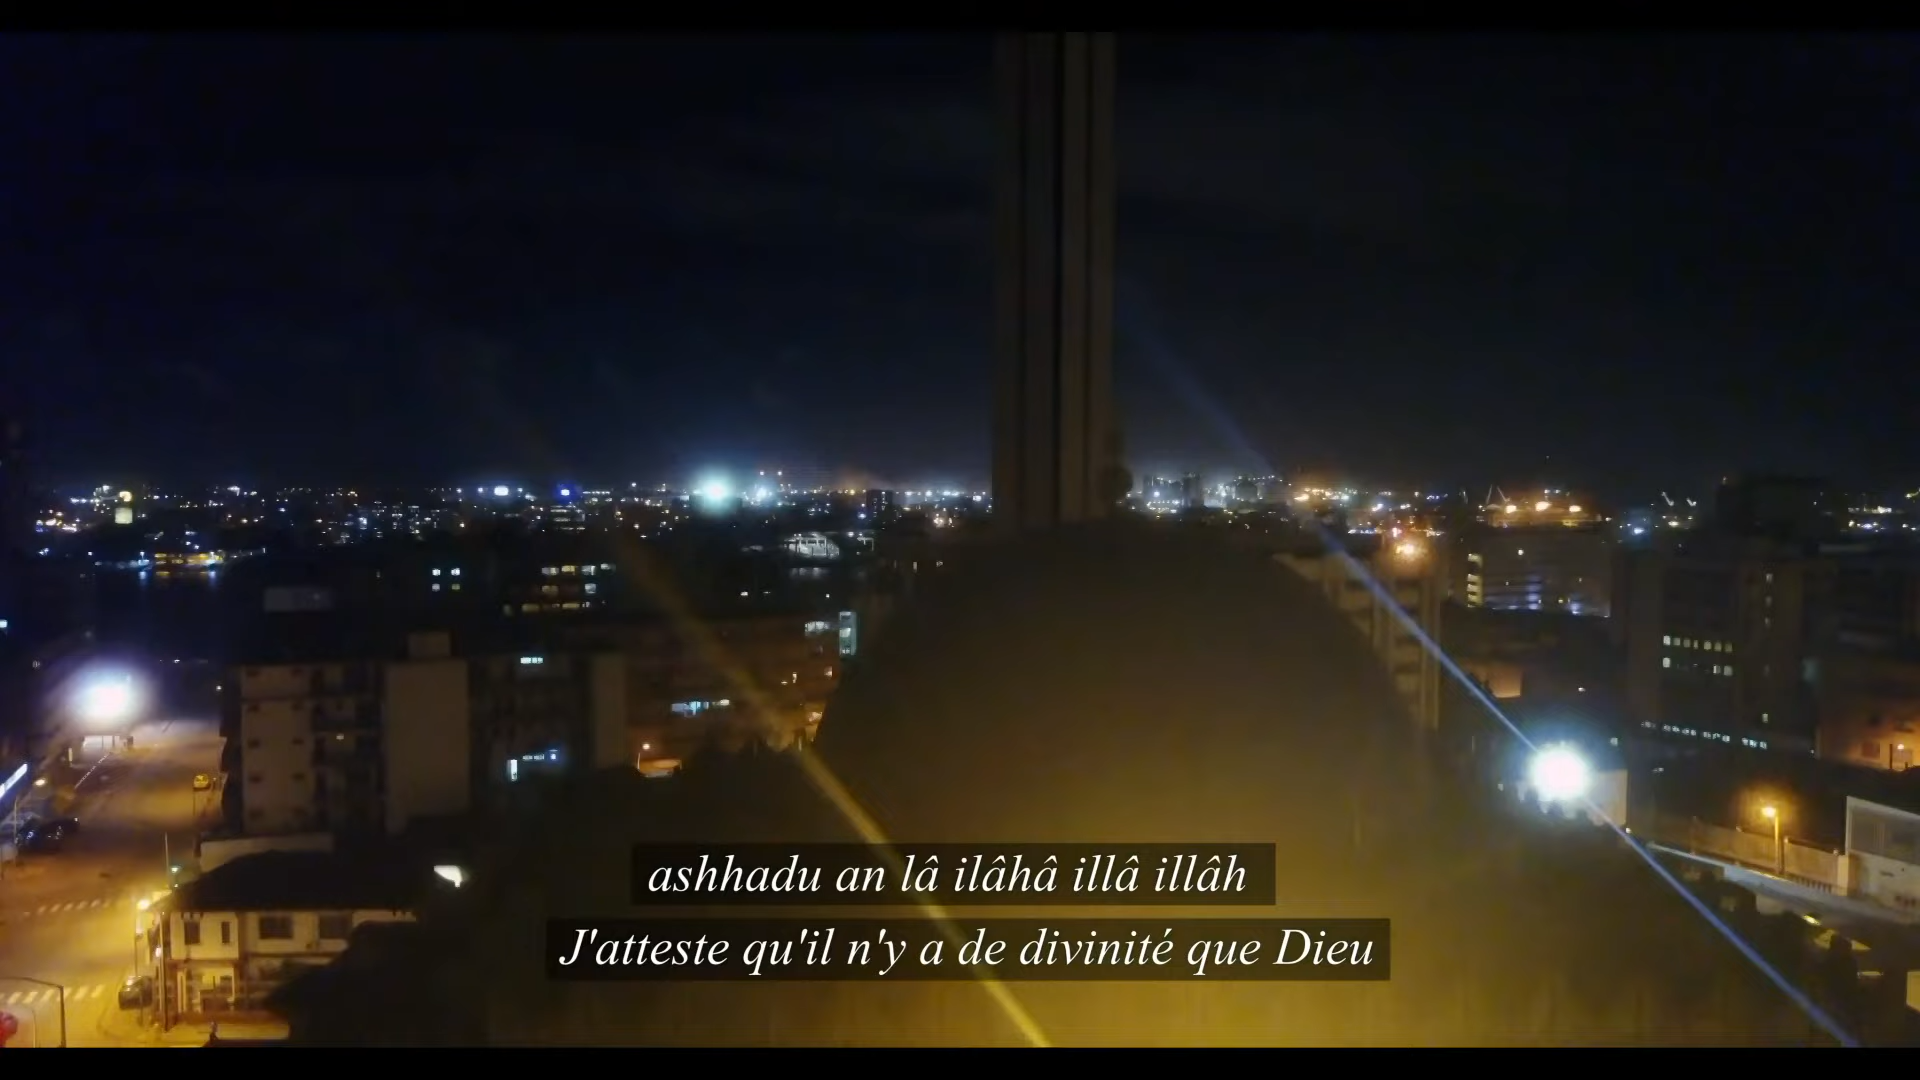 ashhadu an lâ ilâhâ illâ illâh
J'atteste qu'il n'y a de divinité que Dieu